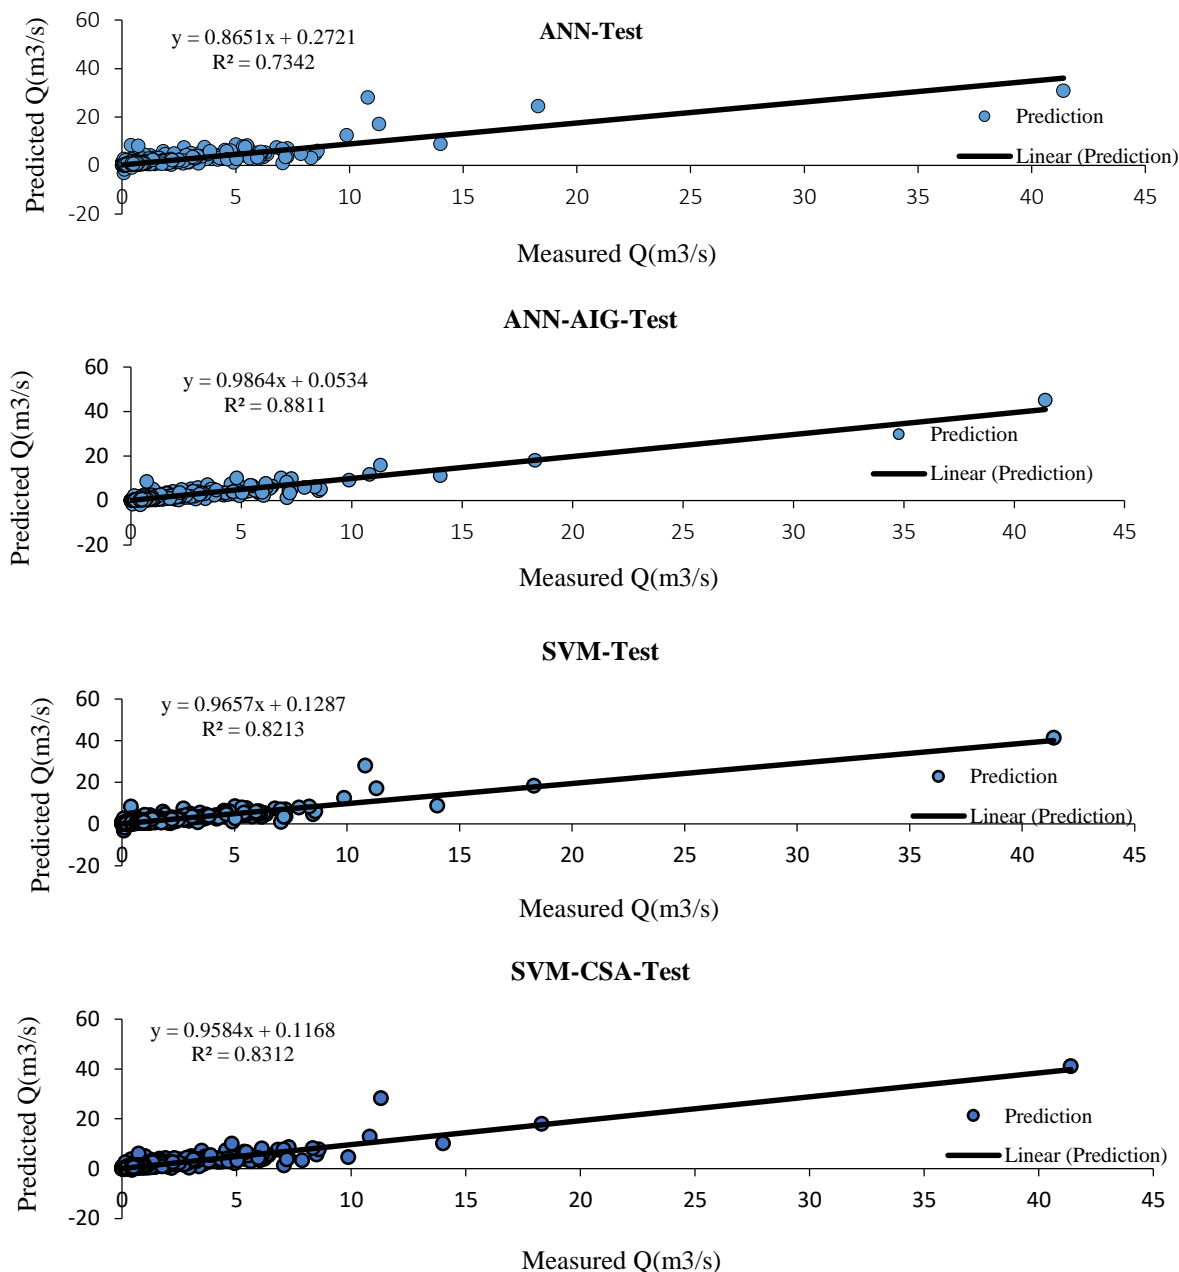 ANN-Test
y = 0.8651x + 0.2721
R² = 0.7342
Predicted Q(m3/s)
60
40
20
0
-20
0 5 10 15 20 25 30 35 40 45
Prediction
Linear (Prediction)
Measured Q(m3/s)
ANN-AIG-Test
y = 0.9864x + 0.0534
R² = 0.8811
Predicted Q(m3/s)
60
40
20
0
-20
0 5 10 15 20 25 30 35 40 45
Prediction
Linear (Prediction)
Measured Q(m3/s)
SVM-Test
y = 0.9657x + 0.1287
R² = 0.8213
Predicted Q(m3/s)
60
40
20
0
-20
0 5 10 15 20 25 30 35 40 45
Prediction
Linear (Prediction)
Measured Q(m3/s)
SVM-CSA-Test
y = 0.9584x + 0.1168
R² = 0.8312
Predicted Q(m3/s)
60
40
20
0
-20
0 5 10 15 20 25 30 35 40 45
Prediction
Linear (Prediction)
Measured Q(m3/s)